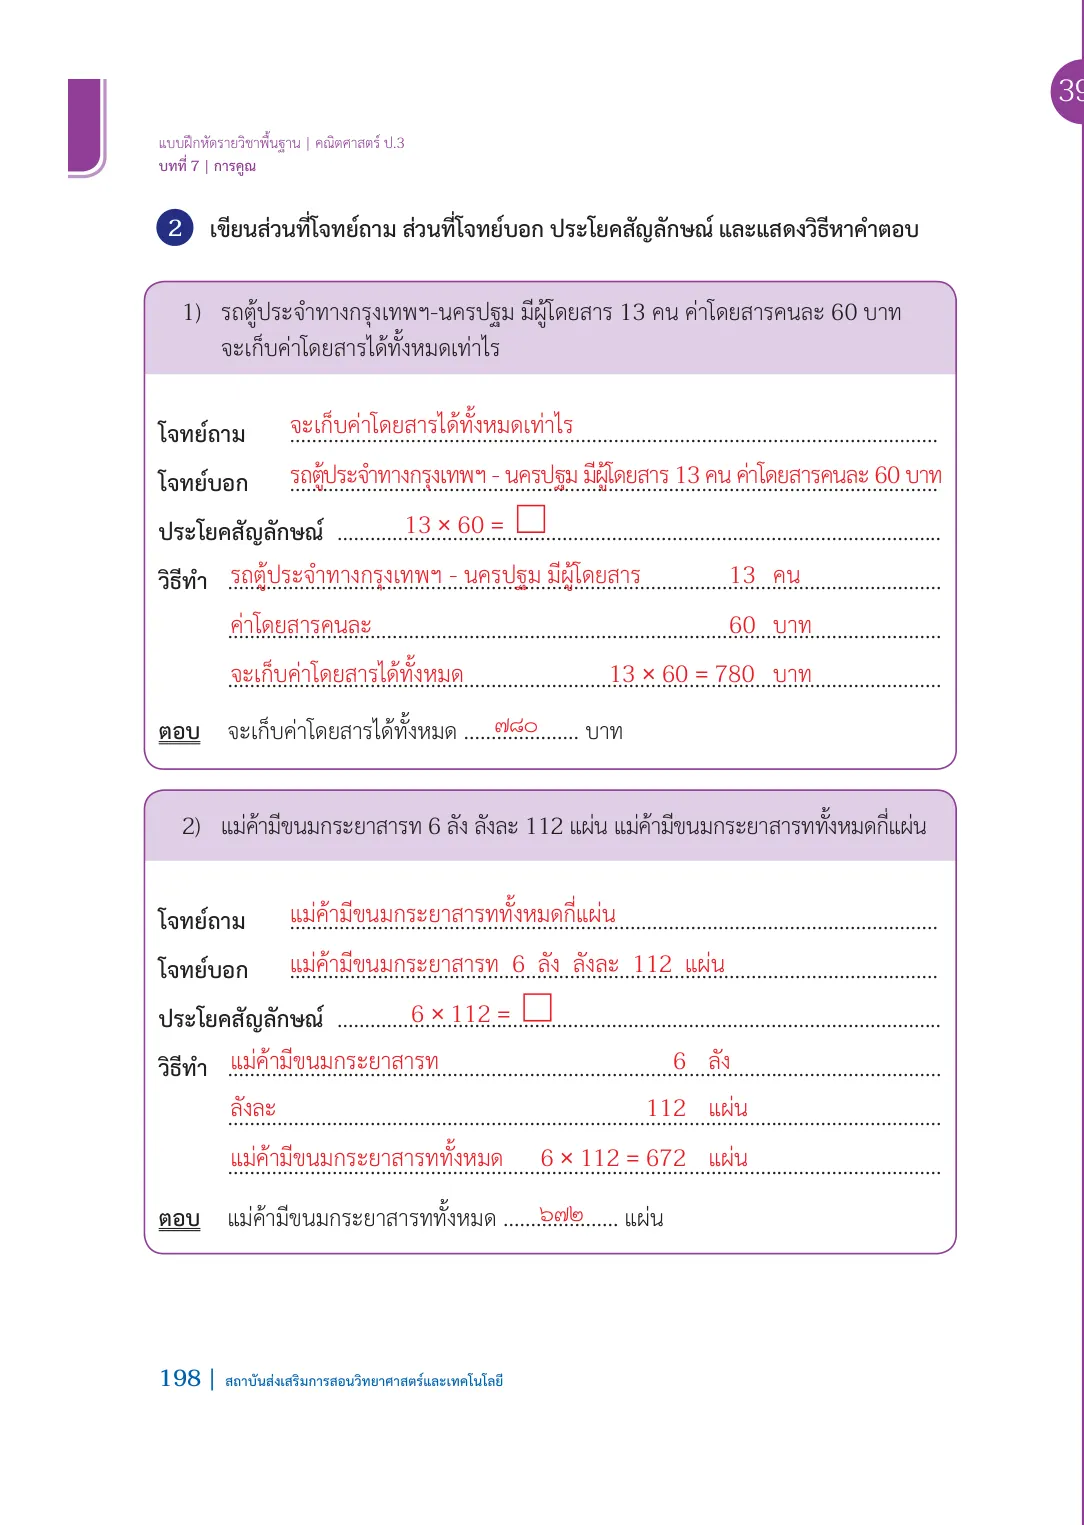 39
แบบฝึกหัดรายวิชาพื้นฐาน | คณิตศาสตร์ ป.3
บทที่ 7 | การคูณ
2 เขียนส่วนที่โจทย์ถาม ส่วนที่โจทย์บอก ประโยคสัญลักษณ์ และแสดงวิธีหาคำตอบ
1) รถตู้ประจำทางกรุงเทพฯ-นครปฐม มีผู้โดยสาร 13 คน ค่าโดยสารคนละ 60 บาท
จะเก็บค่าโดยสารได้ทั้งหมดเท่าไร
โจทย์ถาม จะเก็บค่าโดยสารได้ทั้งหมดเท่าไร
โจทย์บอก รถตู้ประจำทางกรุงเทพฯ - นครปฐม มีผู้โดยสาร 13 คน ค่าโดยสารคนละ 60 บาท
ประโยคสัญลักษณ์ 13 × 60 = □
วิธีทำ รถตู้ประจำทางกรุงเทพฯ - นครปฐม มีผู้โดยสาร 13 คน
ค่าโดยสารคนละ 60 บาท
จะเก็บค่าโดยสารได้ทั้งหมด 13 × 60 = 780 บาท
ตอบ จะเก็บค่าโดยสารได้ทั้งหมด ๗๘๐ บาท
2) แม่ค้ามีขนมกระยาสารท 6 ลัง ลังละ 112 แผ่น แม่ค้ามีขนมกระยาสารททั้งหมดกี่แผ่น
โจทย์ถาม แม่ค้ามีขนมกระยาสารททั้งหมดกี่แผ่น
โจทย์บอก แม่ค้ามีขนมกระยาสารท 6 ลัง ลังละ 112 แผ่น
ประโยคสัญลักษณ์ 6 × 112 = □
วิธีทำ แม่ค้ามีขนมกระยาสารท 6 ลัง
ลังละ 112 แผ่น
แม่ค้ามีขนมกระยาสารททั้งหมด 6 × 112 = 672 แผ่น
ตอบ แม่ค้ามีขนมกระยาสารททั้งหมด ๖๗๒ แผ่น
198 | สถาบันส่งเสริมการสอนวิทยาศาสตร์และเทคโนโลยี